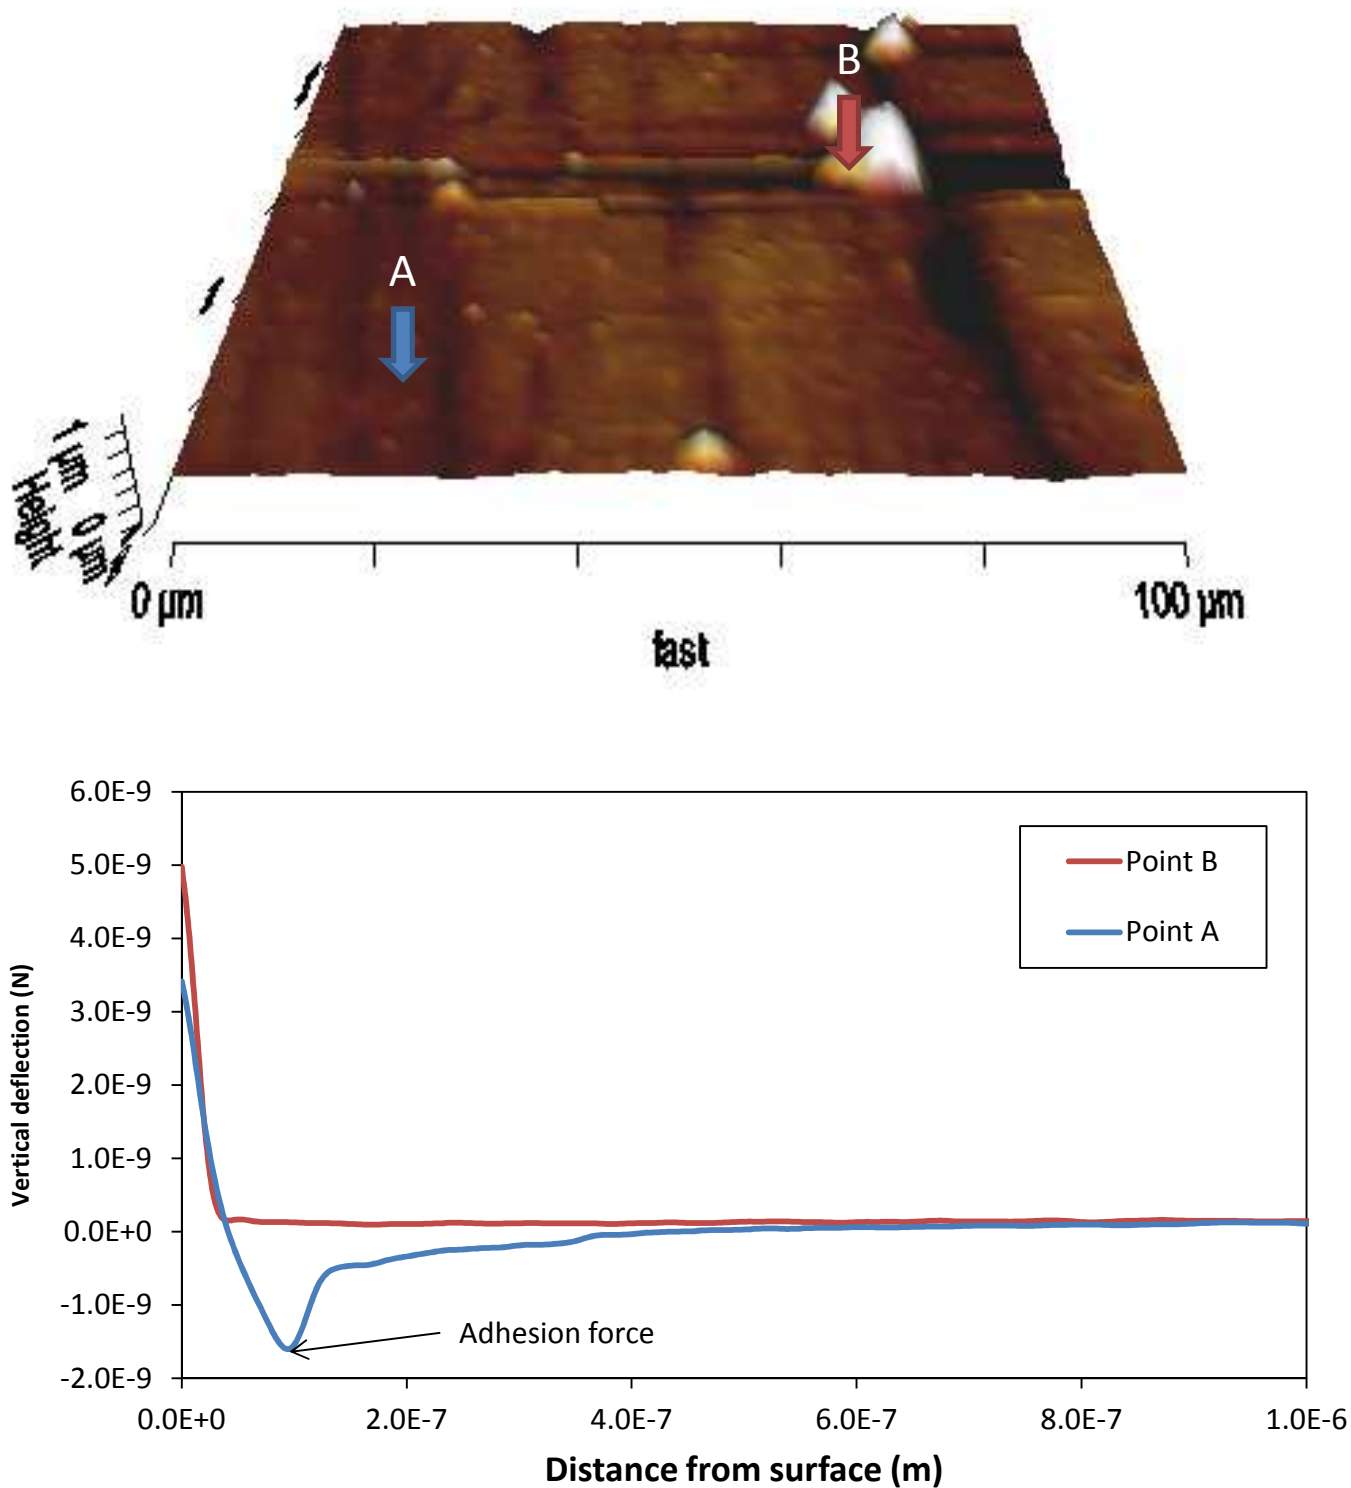 B
A
1 µm
0 µm
Height
0 µm
100 µm
fast
6.0E-9
5.0E-9
4.0E-9
3.0E-9
2.0E-9
1.0E-9
0.0E+0
-1.0E-9
-2.0E-9
Vertical deflection (N)
Point B
Point A
Adhesion force
0.0E+0
2.0E-7
4.0E-7
6.0E-7
8.0E-7
1.0E-6
Distance from surface (m)